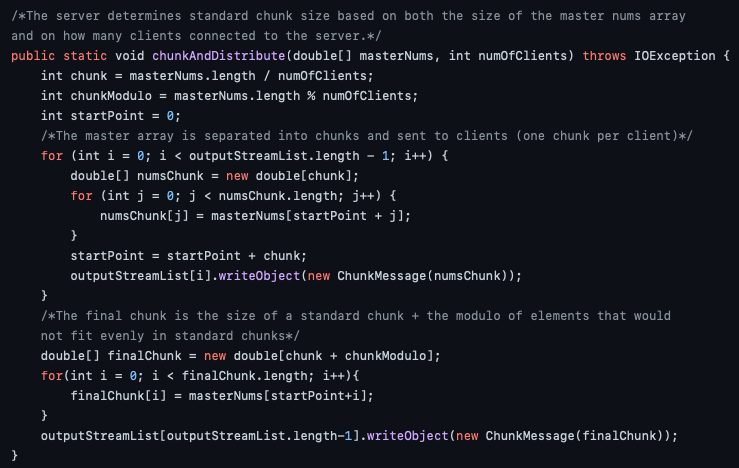 /*The server determines standard chunk size based on both the size of the master nums array
and on how many clients connected to the server.*/
public static void chunkAndDistribute(double[] masterNums, int numOfClients) throws IOException {
    int chunk = masterNums.length / numOfClients;
    int chunkModulo = masterNums.length % numOfClients;
    int startPoint = 0;
    /*The master array is separated into chunks and sent to clients (one chunk per client)*/
    for (int i = 0; i < outputStreamList.length - 1; i++) {
        double[] numsChunk = new double[chunk];
        for (int j = 0; j < numsChunk.length; j++) {
            numsChunk[j] = masterNums[startPoint + j];
        }
        startPoint = startPoint + chunk;
        outputStreamList[i].writeObject(new ChunkMessage(numsChunk));
    }
    /*The final chunk is the size of a standard chunk + the modulo of elements that would
    not fit evenly in standard chunks*/
    double[] finalChunk = new double[chunk + chunkModulo];
    for(int i = 0; i < finalChunk.length; i++){
        finalChunk[i] = masterNums[startPoint+i];
    }
    outputStreamList[outputStreamList.length-1].writeObject(new ChunkMessage(finalChunk));
}